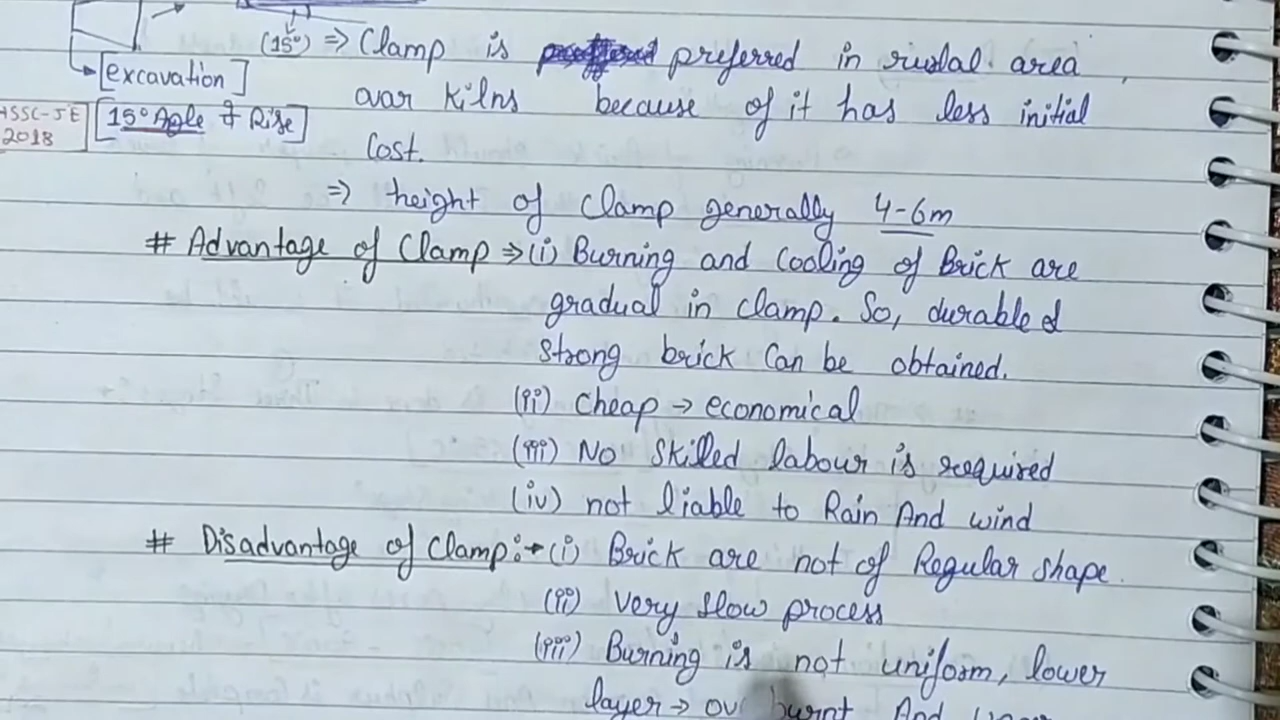 (15°) ⇒ Clamp is preferred in rural area
[excavation]
over kilns because of it has less initial
HSSC-JE
2018
[15° Agle of Rise]
Cost.
⇒ height of clamp generally 4-6m
# Advantage of Clamp ⇒ (i) Burning and Cooling of Brick are
gradual in clamp. So, durable &
strong brick Can be obtained.
(ii) Cheap → economical
(iii) No skilled labour is required
(iv) not liable to Rain And wind
# Disadvantage of Clamp:→ (i) Brick are not of Regular shape.
(ii) very slow process
(iii) Burning is not uniform, lower
layer → burnt And